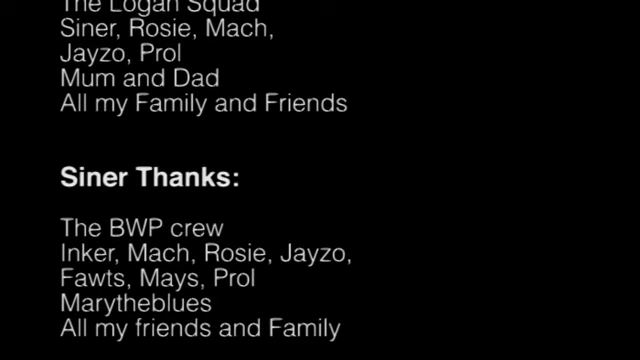 The Logan Squad
Siner, Rosie, Mach,
Jayzo, Prol
Mum and Dad
All my Family and Friends
Siner Thanks:
The BWP crew
Inker, Mach, Rosie, Jayzo,
Fawts, Mays, Prol
Marytheblues
All my friends and Family